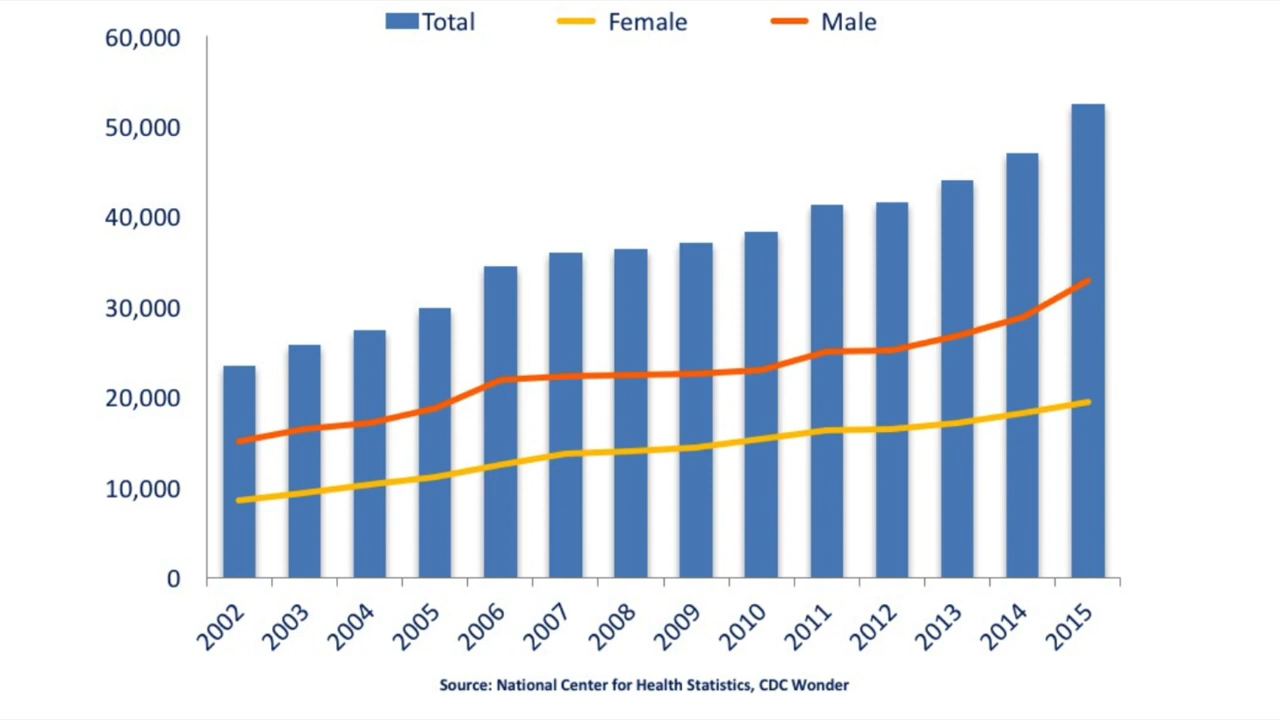 Total Female Male
60,000
50,000
40,000
30,000
20,000
10,000
0
2002 2003 2004 2005 2006 2007 2008 2009 2010 2011 2012 2013 2014 2015
Source: National Center for Health Statistics, CDC Wonder